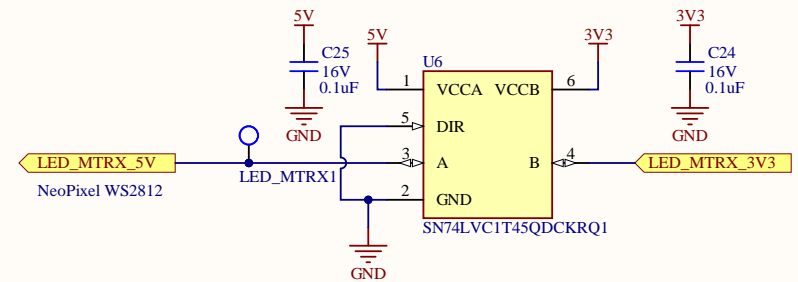 5V
C25
16V
0.1uF
GND
5V
U6
3V3
3V3
C24
16V
0.1uF
GND
1
VCCA
VCCB
6
5
DIR
LED_MTRX_5V
LED_MTRX1
3
A
B
4
LED_MTRX_3V3
NeoPixel WS2812
2
GND
SN74LVC1T45QDCKRQ1
GND